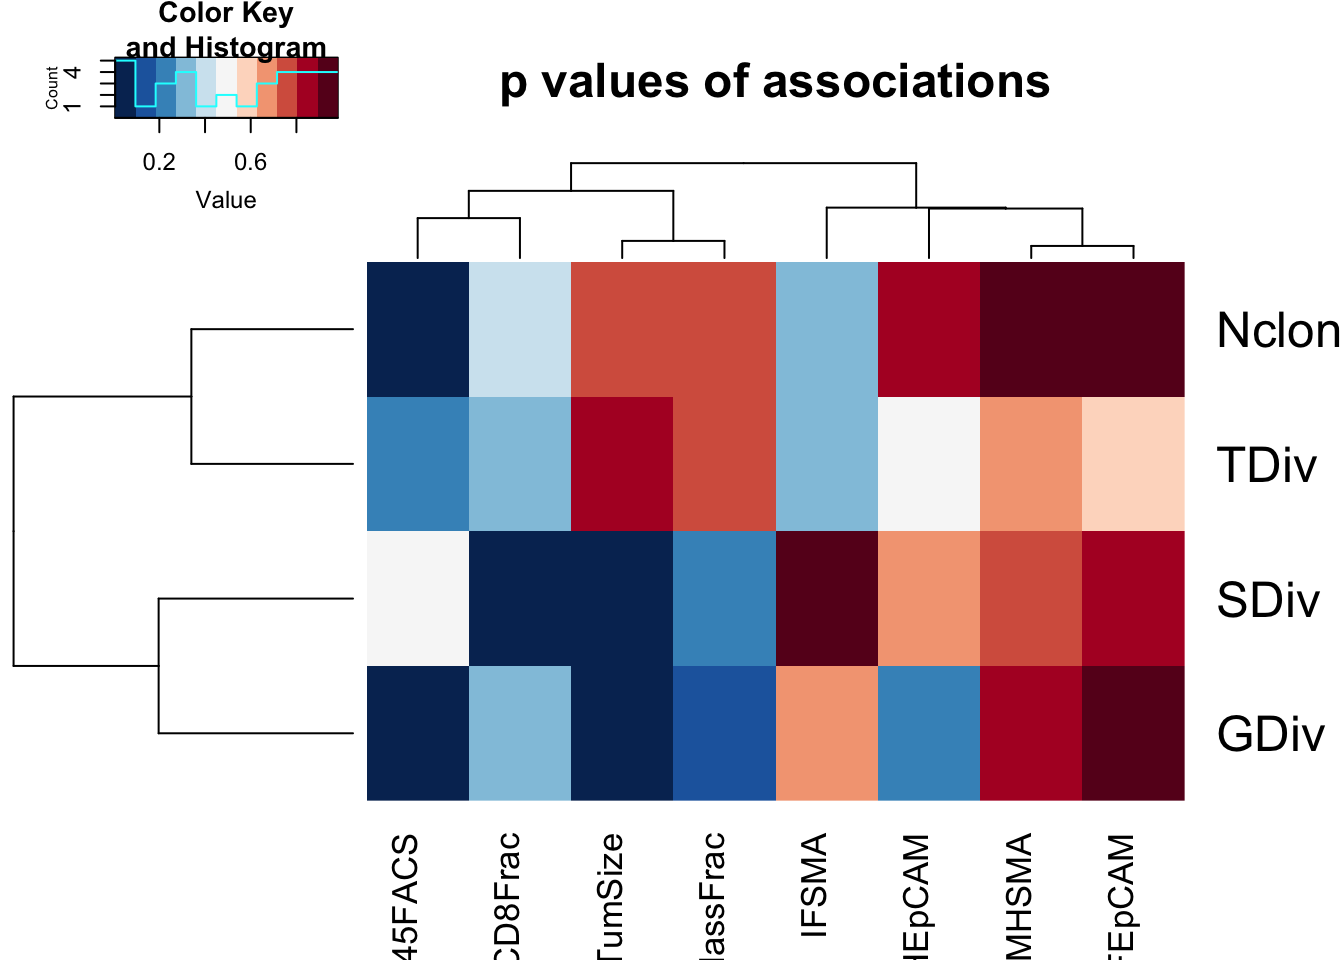 Color Key
and Histogram
Count
1 4
0.2 0.6
Value
p values of associations
Nclon
TDiv
SDiv
GDiv
45FACS
CD8Frac
TumSize
lassFrac
IFSMA
HEpCAM
MHSMA
FEpCAM